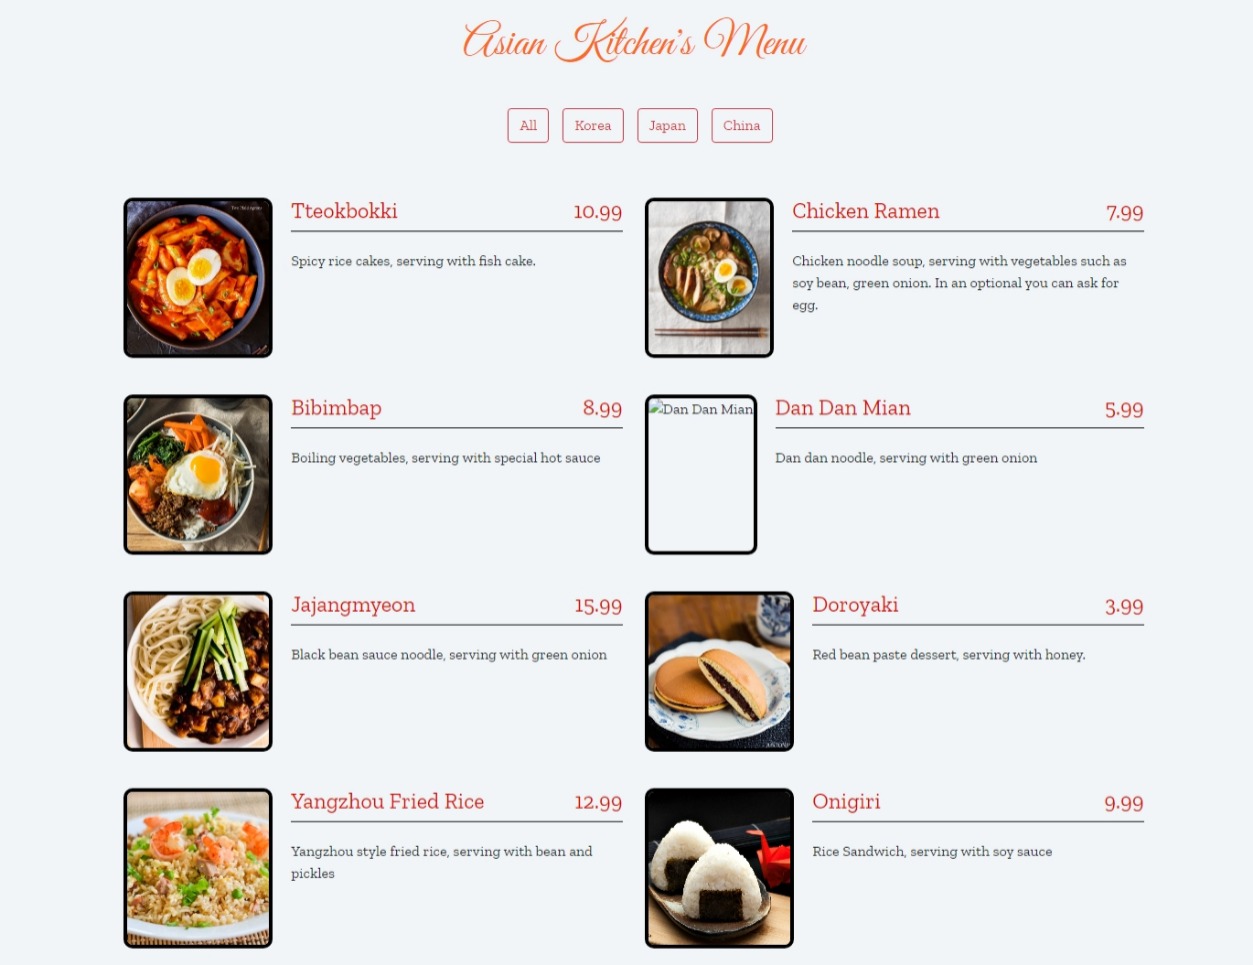 Asian Kitchen's Menu
All
Korea
Japan
China
Tteokbokki 10.99
Spicy rice cakes, serving with fish cake.
Chicken Ramen 7.99
Chicken noodle soup, serving with vegetables such as
soy bean, green onion. In an optional you can ask for
egg.
Bibimbap 8.99
Boiling vegetables, serving with special hot sauce
Dan Dan Mian
Dan Dan Mian 5.99
Dan dan noodle, serving with green onion
Jajangmyeon 15.99
Black bean sauce noodle, serving with green onion
Doroyaki 3.99
Red bean paste dessert, serving with honey.
Yangzhou Fried Rice 12.99
Yangzhou style fried rice, serving with bean and
pickles
Onigiri 9.99
Rice Sandwich, serving with soy sauce